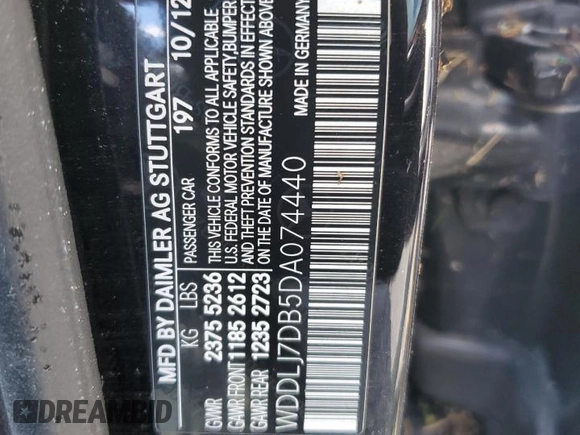 MFD BY DAIMLER AG STUTTGART
197 10/12
KG LBS PASSENGER CAR
GVWR 2375 5236 THIS VEHICLE CONFORMS TO ALL APPLICABLE
GAWR FRONT 1185 2612 U.S. FEDERAL MOTOR VEHICLE SAFETY, BUMPER
GAWR REAR 1235 2723 AND THEFT PREVENTION STANDARDS IN EFFECT
ON THE DATE OF MANUFACTURE SHOWN ABOVE
WDDLJ7DB5DA074440 MADE IN GERMANY
DREAMBID